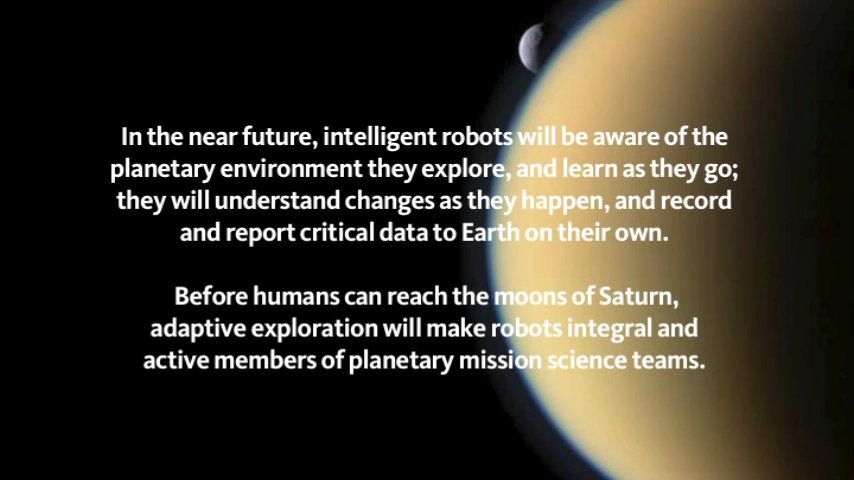 In the near future, intelligent robots will be aware of the
planetary environment they explore, and learn as they go;
they will understand changes as they happen, and record
and report critical data to Earth on their own.
Before humans can reach the moons of Saturn,
adaptive exploration will make robots integral and
active members of planetary mission science teams.